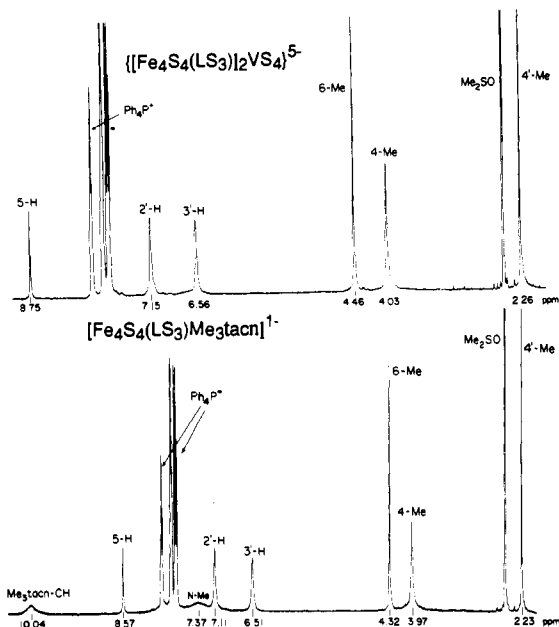 {[Fe₄S₄(LS₃)]₂VS₄}⁵⁻
6-Me
Me₂SO
4'-Me
Ph₄P⁺
4-Me
5-H
2'-H
3'-H
8.75
7.15
6.56
4.46
4.03
2.26
ppm
[Fe₄S₄(LS₃)Me₃tacn]¹⁻
Me₂SO
4'-Me
6-Me
Ph₄P⁺
4-Me
5-H
2'-H
3'-H
Me₃tacn-CH
N-Me
10.04
8.57
7.37
7.11
6.51
4.32
3.97
2.23
ppm